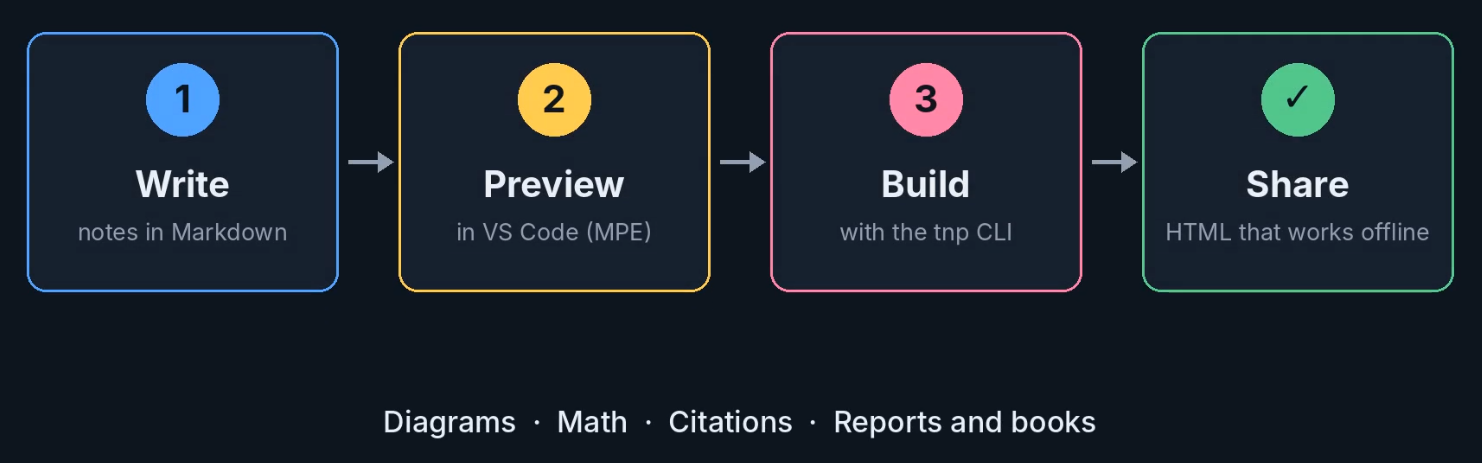 1
Write
notes in Markdown
2
Preview
in VS Code (MPE)
3
Build
with the tnp CLI
✓
Share
HTML that works offline
Diagrams · Math · Citations · Reports and books